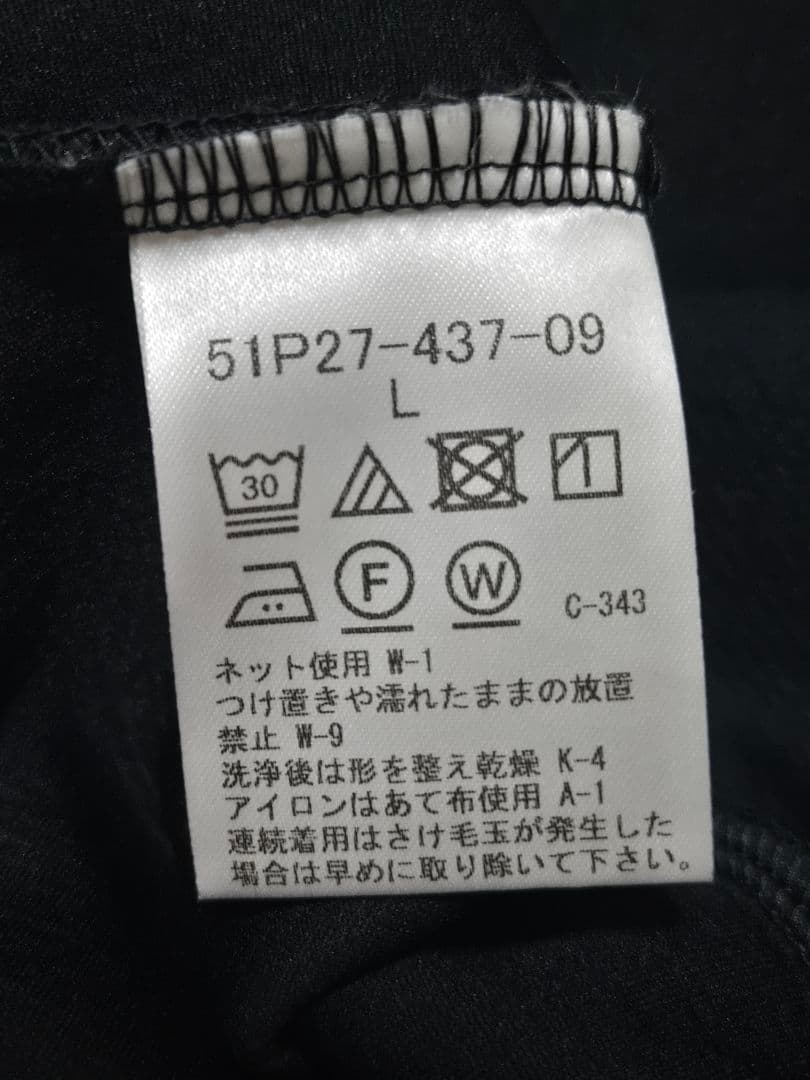 51P27-437-09
L
30
F W C-343
ネット使用 W-1
つけ置きや濡れたままの放置
禁止 W-9
洗浄後は形を整え乾燥 K-4
アイロンはあて布使用 A-1
連続着用はさけ毛玉が発生した
場合は早めに取り除いて下さい。